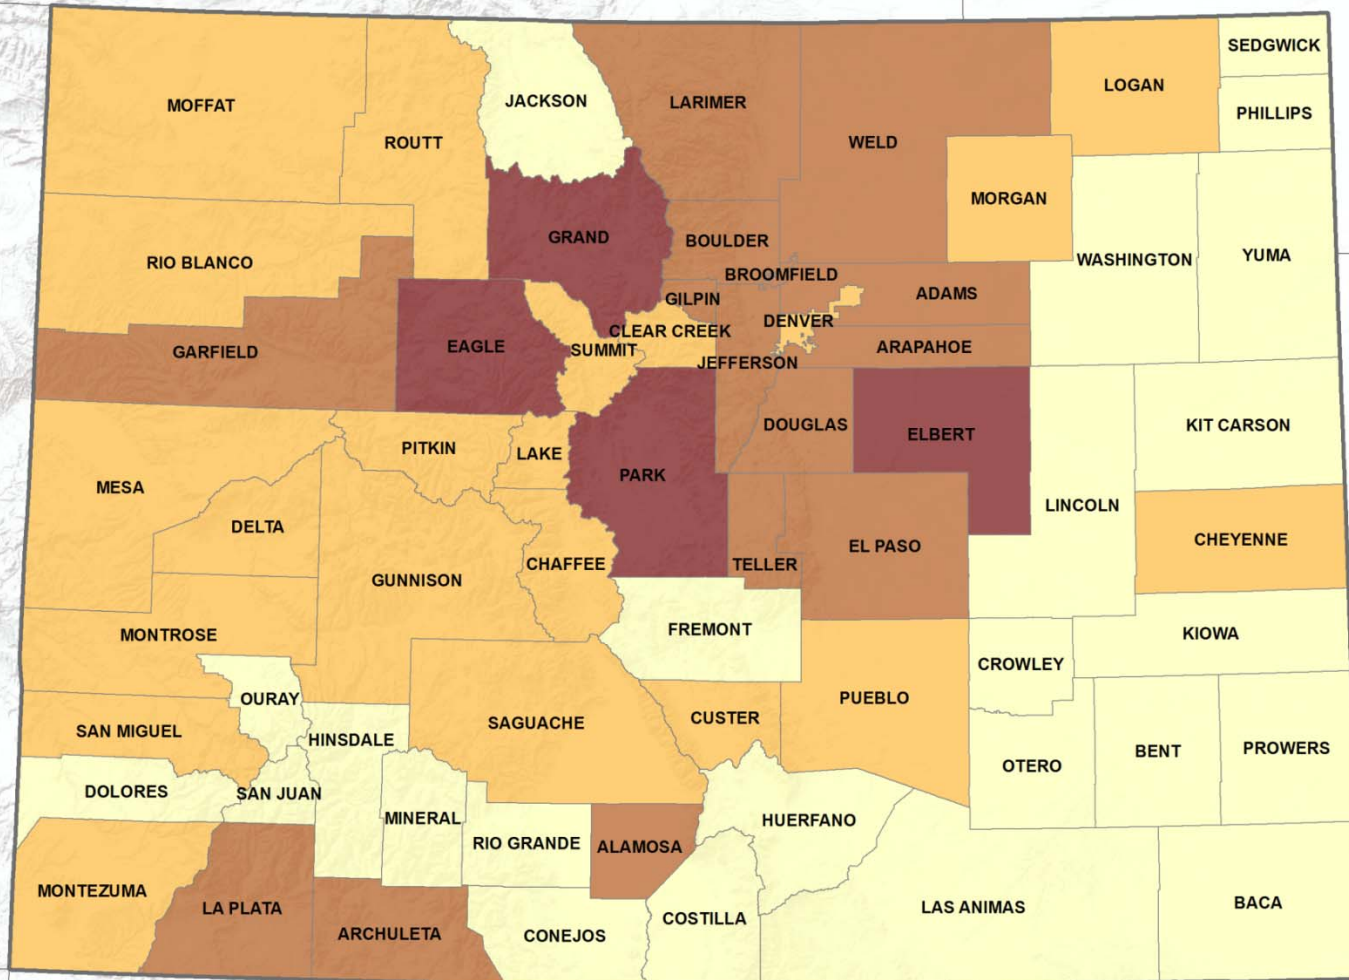 SEDGWICK
MOFFAT
JACKSON
LARIMER
LOGAN
PHILLIPS
ROUTT
WELD
MORGAN
GRAND
BOULDER
RIO BLANCO
WASHINGTON
YUMA
BROOMFIELD
GILPIN
ADAMS
DENVER
CLEAR CREEK
GARFIELD
EAGLE
SUMMIT
JEFFERSON
ARAPAHOE
DOUGLAS
ELBERT
KIT CARSON
PITKIN
LAKE
PARK
MESA
LINCOLN
DELTA
CHEYENNE
EL PASO
GUNNISON
CHAFFEE
TELLER
MONTROSE
FREMONT
KIOWA
CROWLEY
OURAY
PUEBLO
SAN MIGUEL
HINSDALE
SAGUACHE
CUSTER
BENT
PROWERS
OTERO
DOLORES
SAN JUAN
MINERAL
HUERFANO
RIO GRANDE
ALAMOSA
MONTEZUMA
LA PLATA
LAS ANIMAS
BACA
COSTILLA
ARCHULETA
CONEJOS